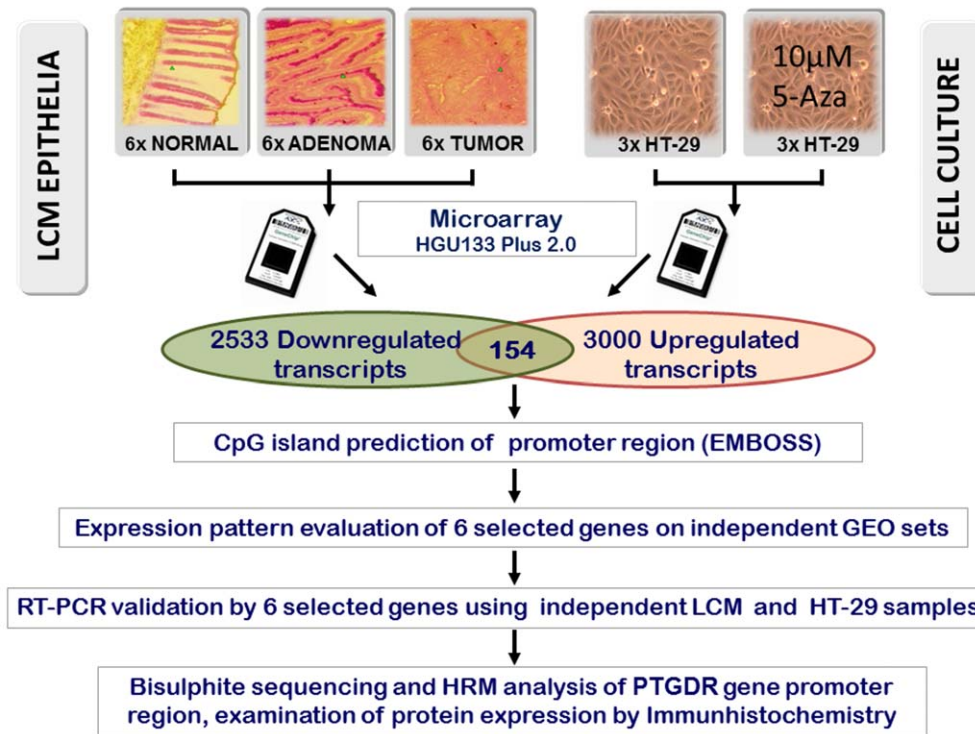 LCM EPITHELIA
6x NORMAL
6x ADENOMA
6x TUMOR
10µM
5-Aza
3x HT-29
3x HT-29
CELL CULTURE
Microarray
HGU133 Plus 2.0
2533 Downregulated
transcripts
154
3000 Upregulated
transcripts
CpG island prediction of promoter region (EMBOSS)
Expression pattern evaluation of 6 selected genes on independent GEO sets
RT-PCR validation by 6 selected genes using independent LCM and HT-29 samples
Bisulphite sequencing and HRM analysis of PTGDR gene promoter
region, examination of protein expression by Immunhistochemistry